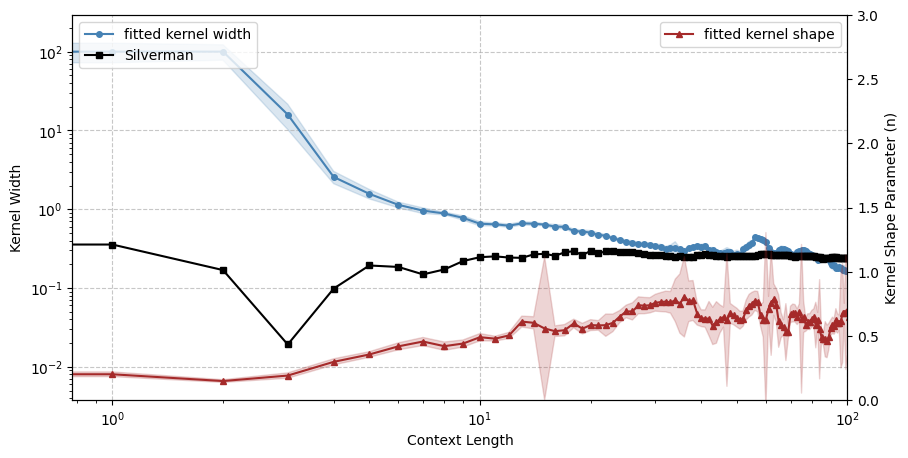 fitted kernel width
Silverman
fitted kernel shape
Kernel Width
10²
10¹
10⁰
10⁻¹
10⁻²
3.0
2.5
2.0
1.5
1.0
0.5
0.0
Kernel Shape Parameter (n)
10⁰
10¹
10²
Context Length